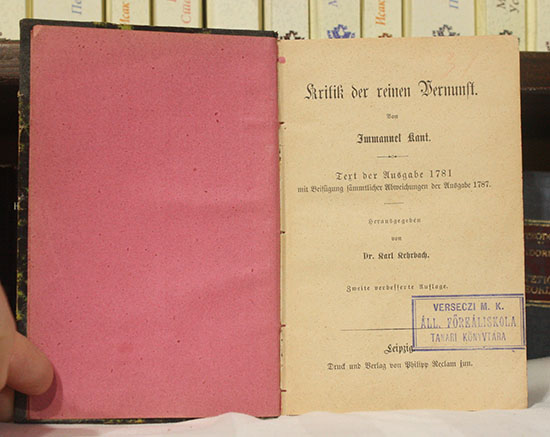 Kritik der reinen Vernunft.
Von
Immanuel Kant.
Text der Ausgabe 1781
mit Beifügung sämmtlicher Abweichungen der Ausgabe 1787.
Herausgegeben
von
Dr. Karl Kehrbach.
Zweite verbesserte Auflage.
VERSECZI M. K.
ÁLL. FŐREÁLISKOLA
TANÁRI KÖNYVTÁRA
Leipzig.
Druck und Verlag von Philipp Reclam jun.